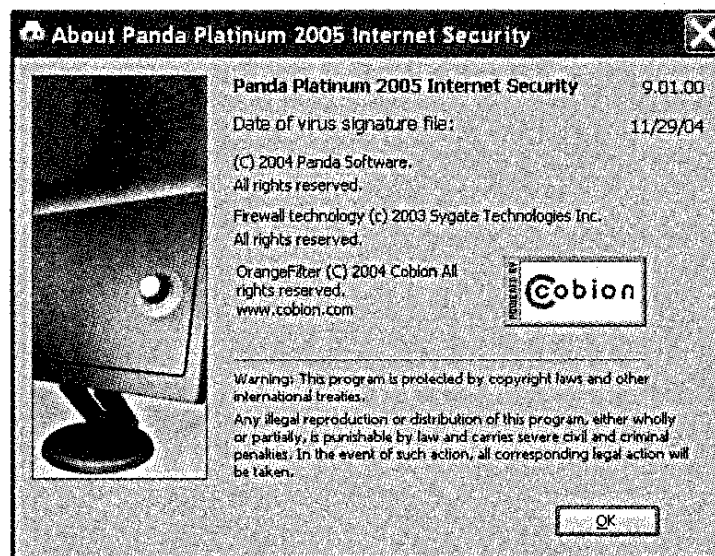 About Panda Platinum 2005 Internet Security
Panda Platinum 2005 Internet Security 9.01.00
Date of virus signature file: 11/29/04
(C) 2004 Panda Software.
All rights reserved.
Firewall technology (c) 2003 Sygate Technologies Inc.
All rights reserved.
OrangeFilter (C) 2004 Cobion All
rights reserved.
www.cobion.com
POWERED BY
Cobion
Warning: This program is protected by copyright laws and other
international treaties.
Any illegal reproduction or distribution of this program, either wholly
or partially, is punishable by law and carries severe civil and criminal
penalties. In the event of such action, all corresponding legal action will
be taken.
OK